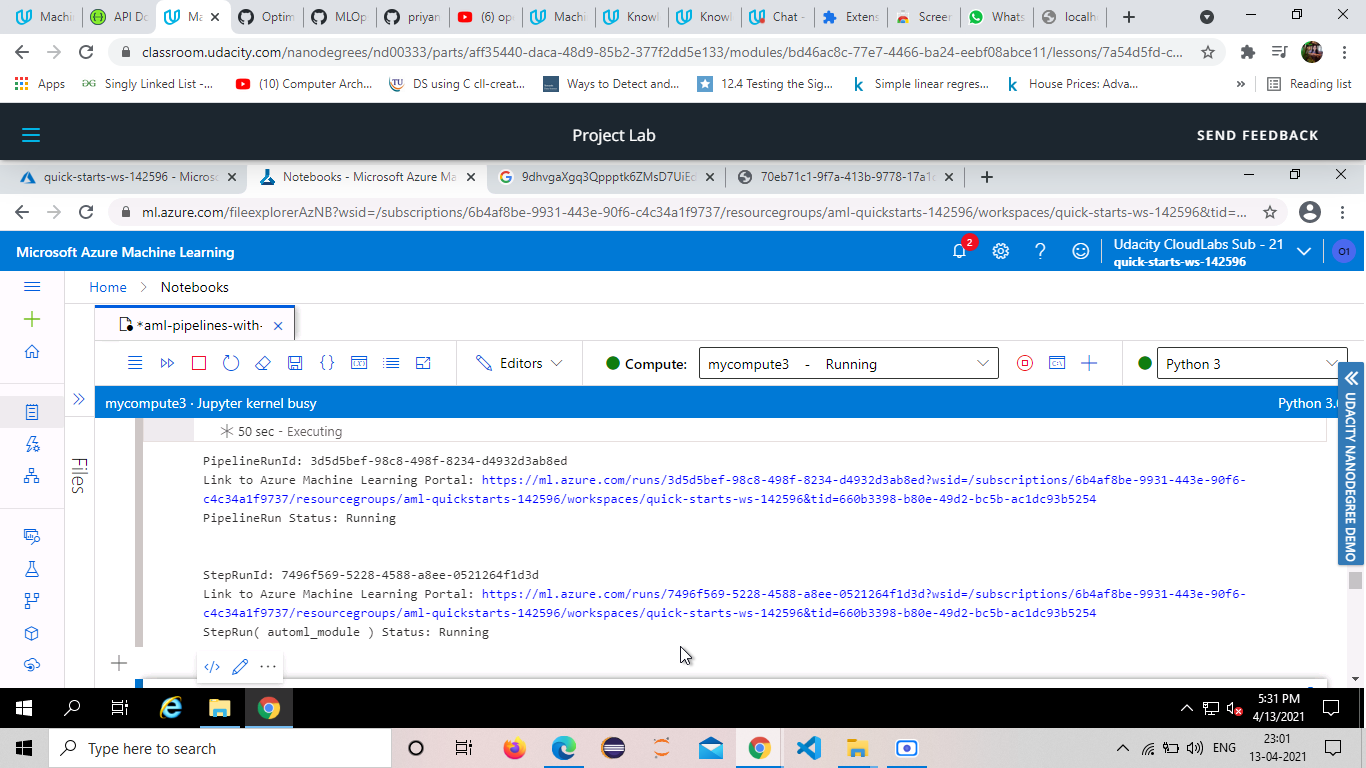 Machin
API Do
Ma
Optim
MLOp
priyan
(6) op
Machi
Knowl
Knowl
Chat -
Extens
Screer
Whats
localh
classroom.udacity.com/nanodegrees/nd00333/parts/aff35440-daca-48d9-85b2-377f2dd5e133/modules/bd46ac8c-77e7-4466-ba24-eebf08abce11/lessons/7a54d5fd-c...
Apps
Singly Linked List -...
(10) Computer Arch...
DS using C cll-creat...
Ways to Detect and...
12.4 Testing the Sig...
Simple linear regres...
House Prices: Adva...
»
Reading list
Project Lab
SEND FEEDBACK
quick-starts-ws-142596 - Micros
Notebooks - Microsoft Azure Ma
9dhvgaXgq3Qppptk6ZMsD7UiEd
70eb71c1-9f7a-413b-9778-17a1
ml.azure.com/fileexplorerAzNB?wsid=/subscriptions/6b4af8be-9931-443e-90f6-c4c34a1f9737/resourcegroups/aml-quickstarts-142596/workspaces/quick-starts-ws-142596&tid=...
Microsoft Azure Machine Learning
2
Udacity CloudLabs Sub - 21
quick-starts-ws-142596
O1
Home > Notebooks
*aml-pipelines-with-
Editors
Compute:
mycompute3 - Running
Python 3
mycompute3 · Jupyter kernel busy
Python 3.
Files
50 sec - Executing
PipelineRunId: 3d5d5bef-98c8-498f-8234-d4932d3ab8ed
Link to Azure Machine Learning Portal: https://ml.azure.com/runs/3d5d5bef-98c8-498f-8234-d4932d3ab8ed?wsid=/subscriptions/6b4af8be-9931-443e-90f6-
c4c34a1f9737/resourcegroups/aml-quickstarts-142596/workspaces/quick-starts-ws-142596&tid=660b3398-b80e-49d2-bc5b-ac1dc93b5254
PipelineRun Status: Running
StepRunId: 7496f569-5228-4588-a8ee-0521264f1d3d
Link to Azure Machine Learning Portal: https://ml.azure.com/runs/7496f569-5228-4588-a8ee-0521264f1d3d?wsid=/subscriptions/6b4af8be-9931-443e-90f6-
c4c34a1f9737/resourcegroups/aml-quickstarts-142596/workspaces/quick-starts-ws-142596&tid=660b3398-b80e-49d2-bc5b-ac1dc93b5254
StepRun( automl_module ) Status: Running
UDACITY NANODEGREE DEMO
5:31 PM
4/13/2021
Type here to search
ENG
23:01
13-04-2021